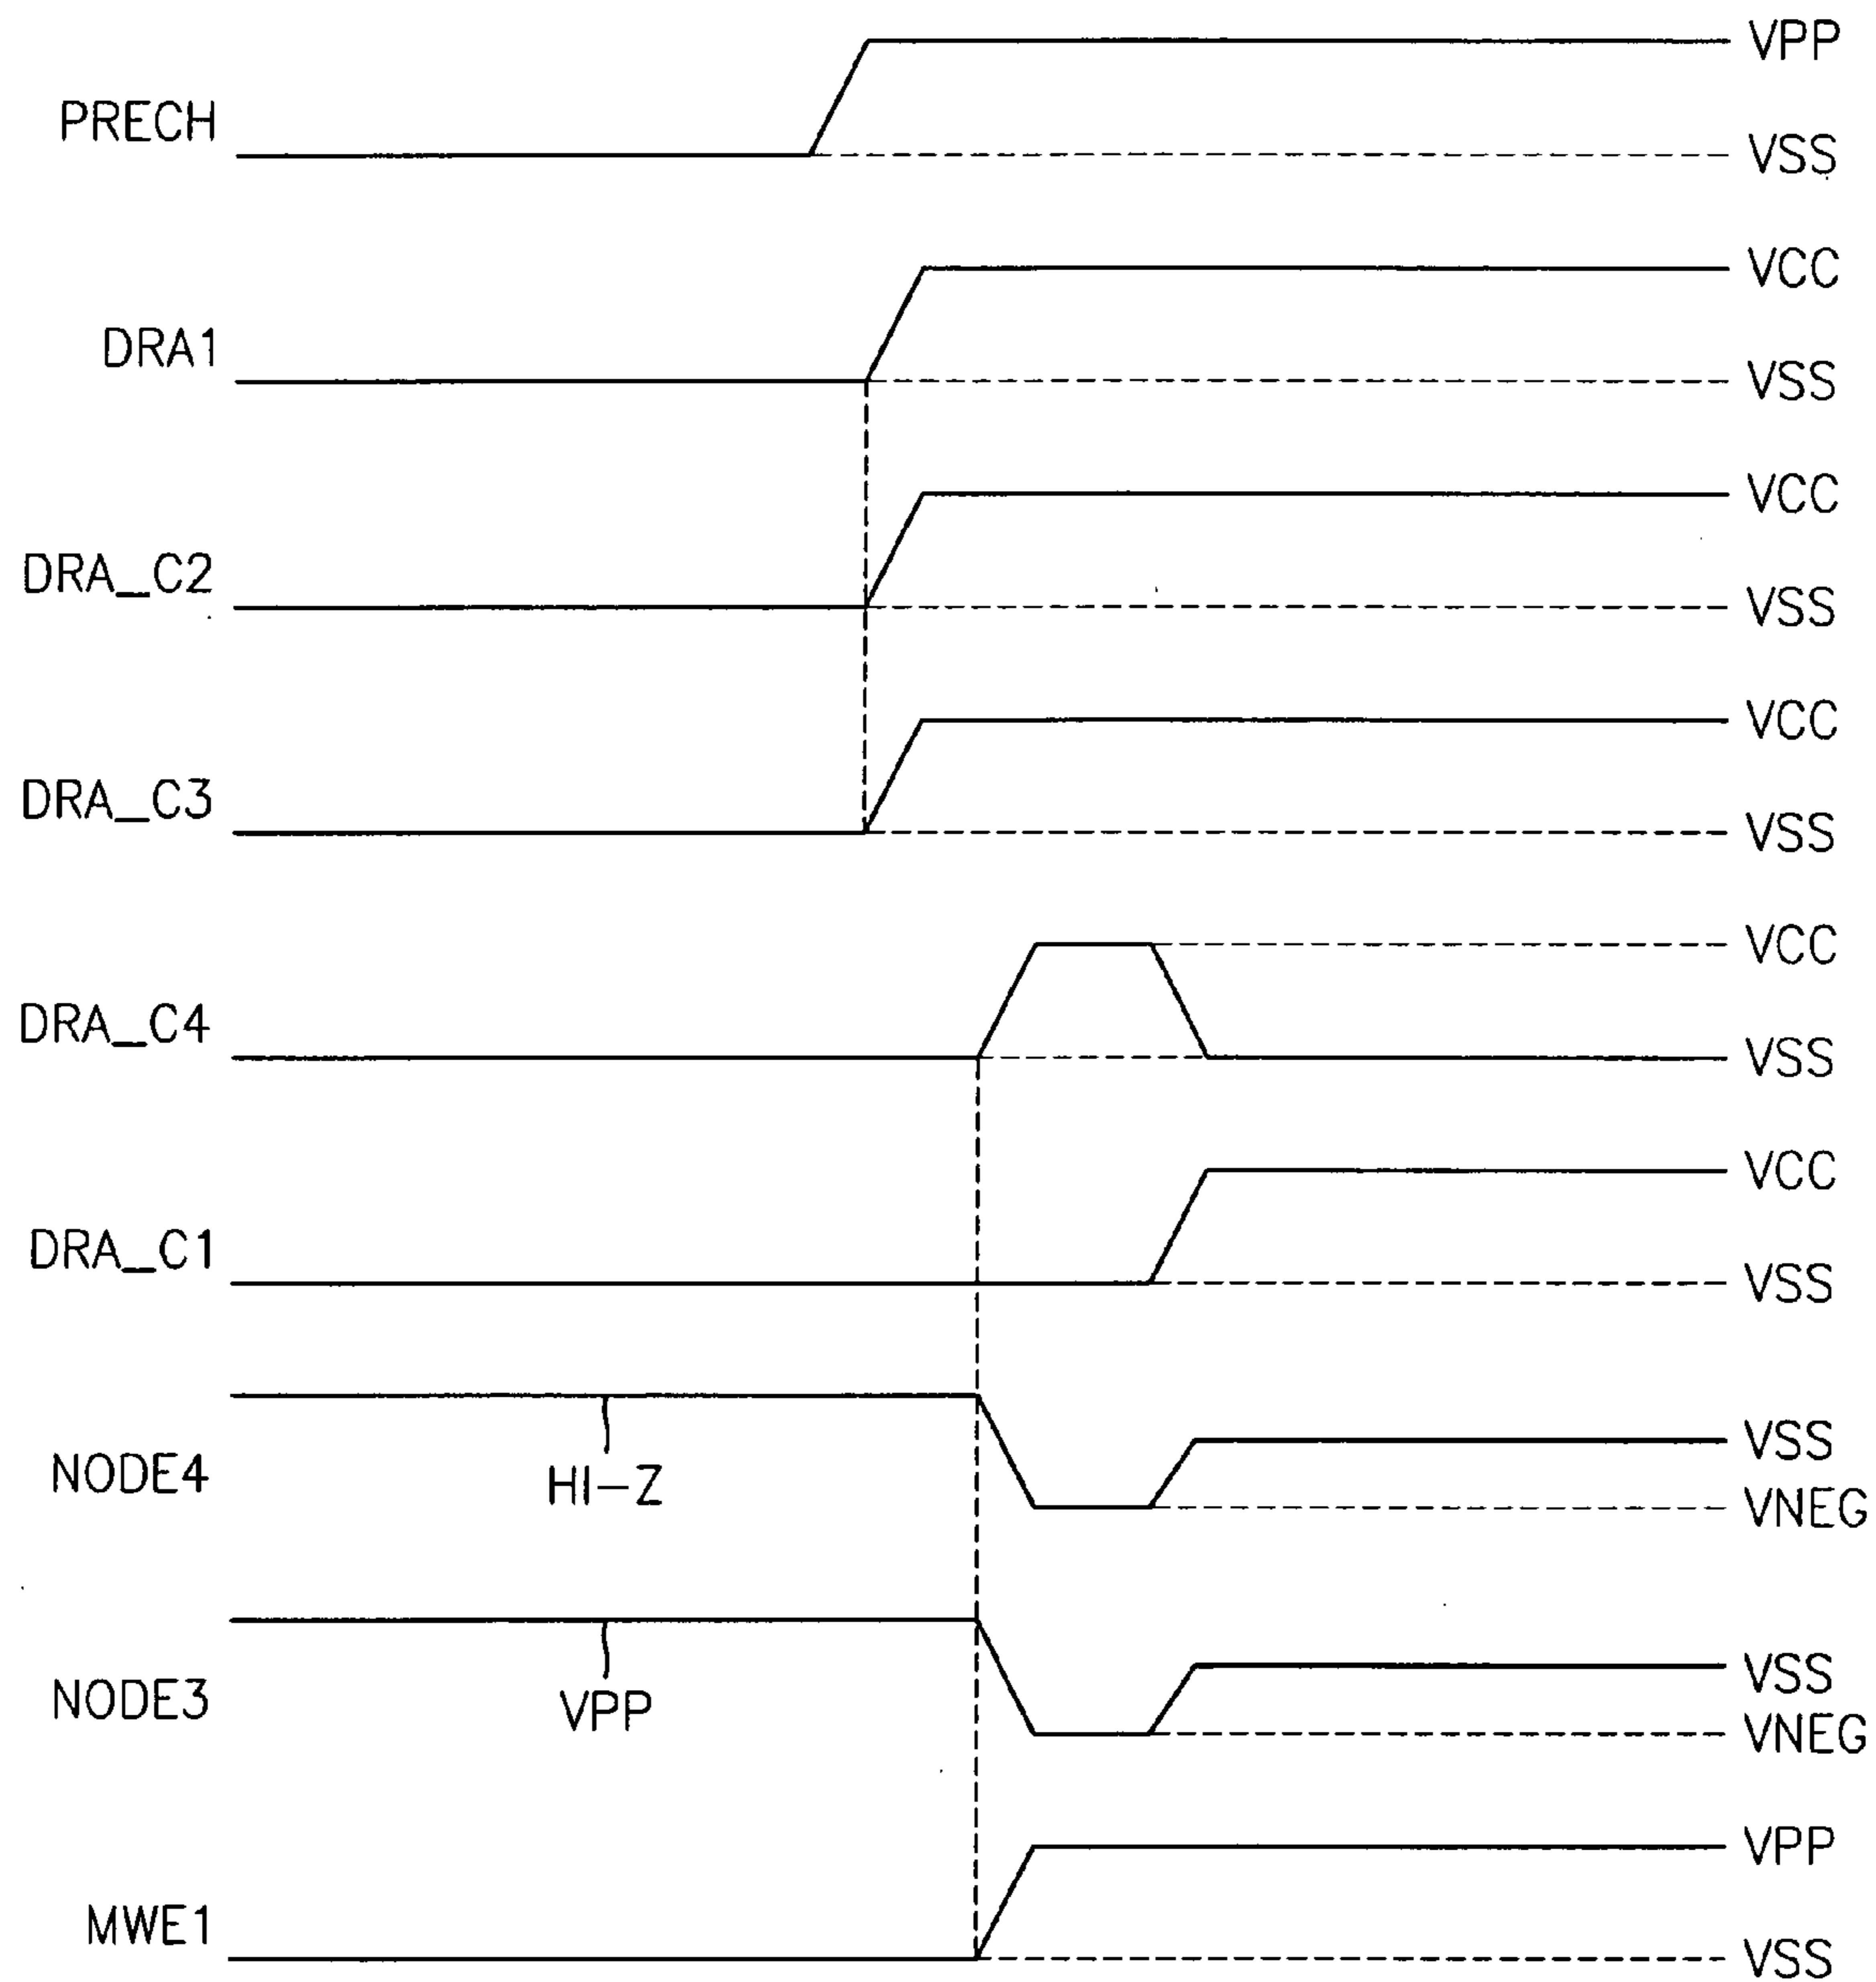 VPP
PRECH
VSS
VCC
DRA1
VSS
VCC
DRA_C2
VSS
VCC
DRA_C3
VSS
VCC
DRA_C4
VSS
VCC
DRA_C1
VSS
VSS
NODE4
HI-Z
VNEG
VSS
NODE3
VPP
VNEG
VPP
MWE1
VSS